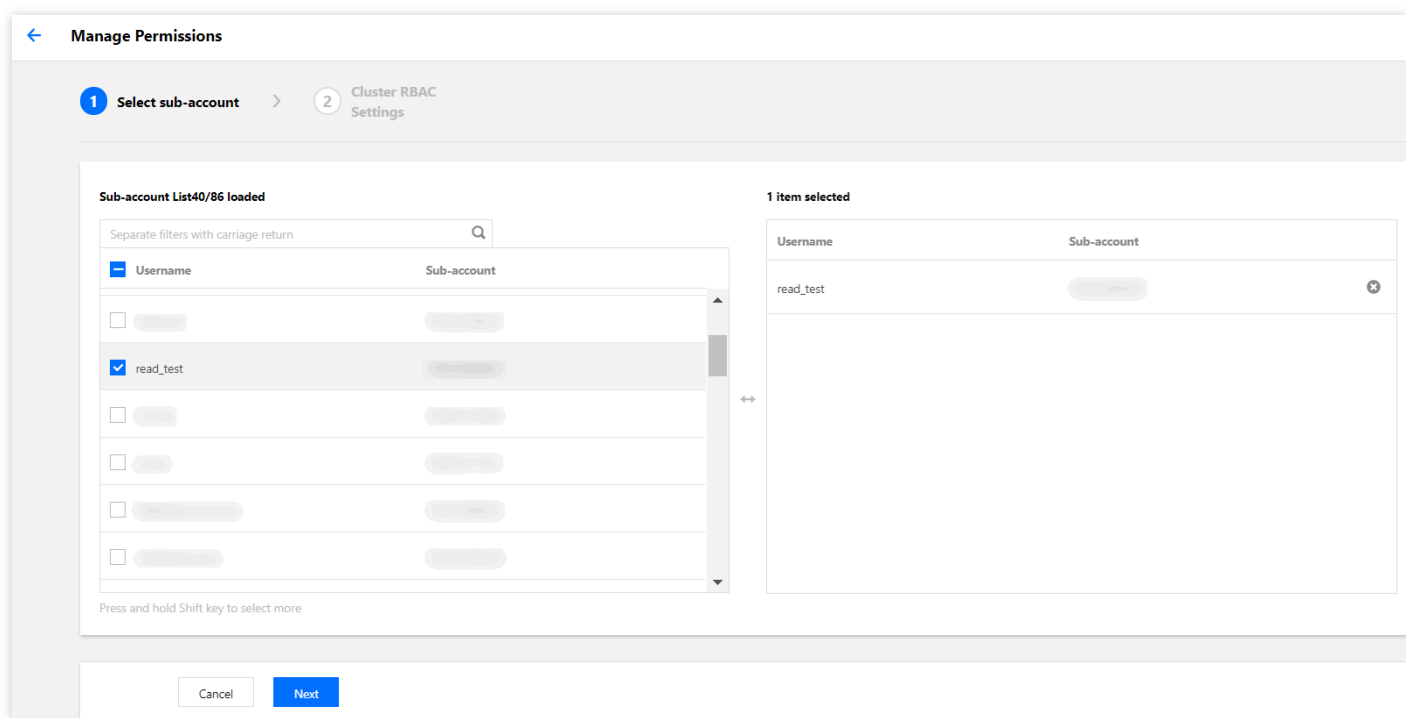 Manage Permissions
1 Select sub-account
2 Cluster RBAC
Settings
Sub-account List40/86 loaded
Separate filters with carriage return
Username Sub-account
read_test
Press and hold Shift key to select more
1 item selected
Username Sub-account
read_test
Cancel Next